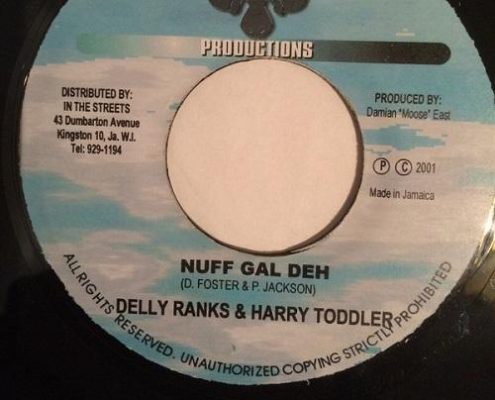 PRODUCTIONS
DISTRIBUTED BY:
IN THE STREETS
43 Dumbarton Avenue
Kingston 10, Ja. W.I.
Tel: 929-1194
PRODUCED BY:
Damian "Moose" East
Ⓟ Ⓒ 2001
Made in Jamaica
NUFF GAL DEH
(D. FOSTER & P. JACKSON)
DELLY RANKS & HARRY TODDLER
ALL RIGHTS RESERVED. UNAUTHORIZED COPYING STRICTLY PROHIBITED